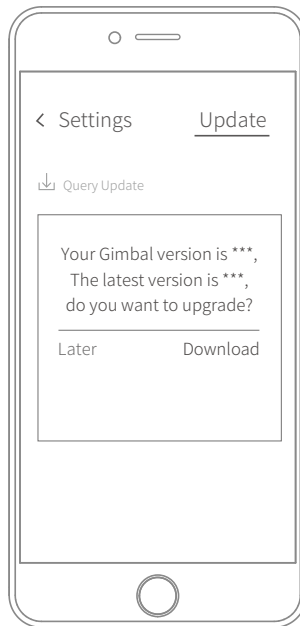 Settings Update
Query Update
Your Gimbal version is ***,
The latest version is ***,
do you want to upgrade?
Later Download